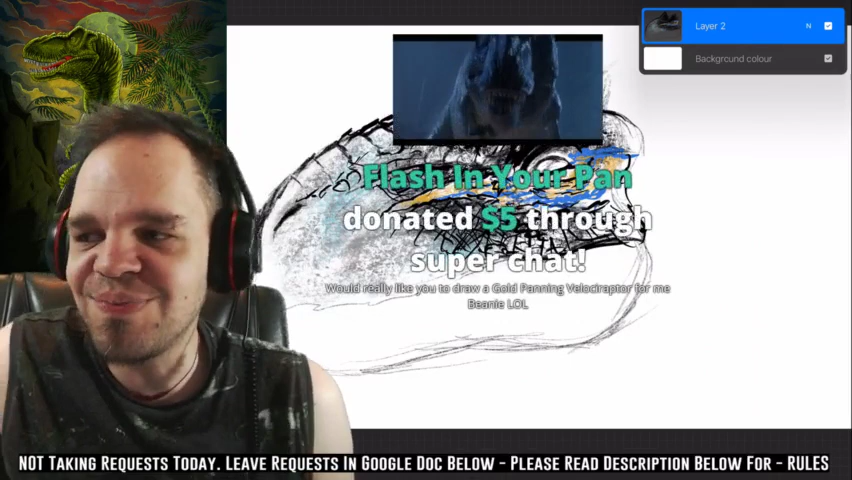 Layer 2
N
Background colour
Flash In Your Pan
donated $5 through
super chat!
Would really like you to draw a Gold Panning Velociraptor for me
Beanie LOL
NOT Taking Requests Today. Leave Requests In Google Doc Below - Please Read Description Below For - RULES